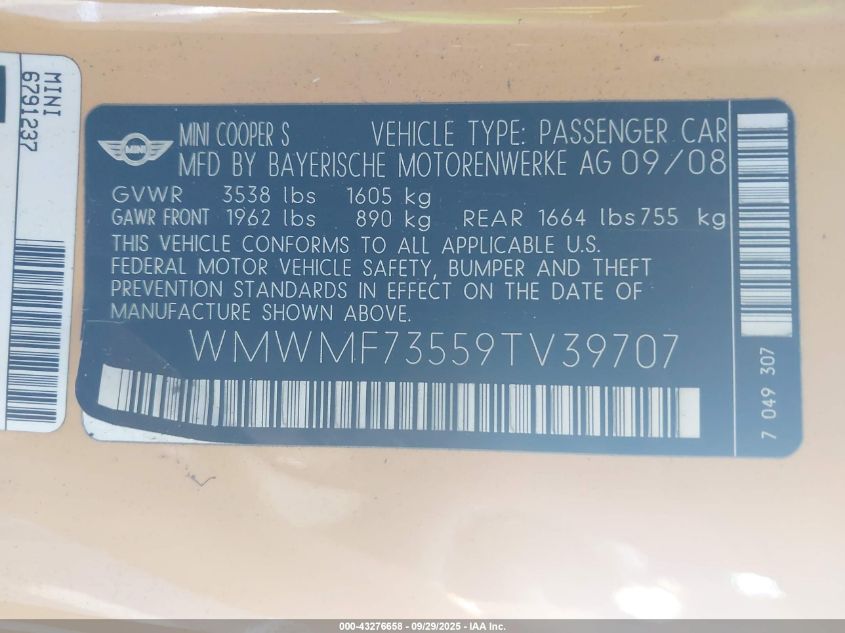 MINI
6791237
MINI
MINI COOPER S VEHICLE TYPE: PASSENGER CAR
MFD BY BAYERISCHE MOTORENWERKE AG 09/08
GVWR 3538 lbs 1605 kg
GAWR FRONT 1962 lbs 890 kg REAR 1664 lbs 755 kg
THIS VEHICLE CONFORMS TO ALL APPLICABLE U.S.
FEDERAL MOTOR VEHICLE SAFETY, BUMPER AND THEFT
PREVENTION STANDARDS IN EFFECT ON THE DATE OF
MANUFACTURE SHOWN ABOVE.
WMWMF73559TV39707
7 049 307
000-43276658 - 09/29/2025 - IAA Inc.